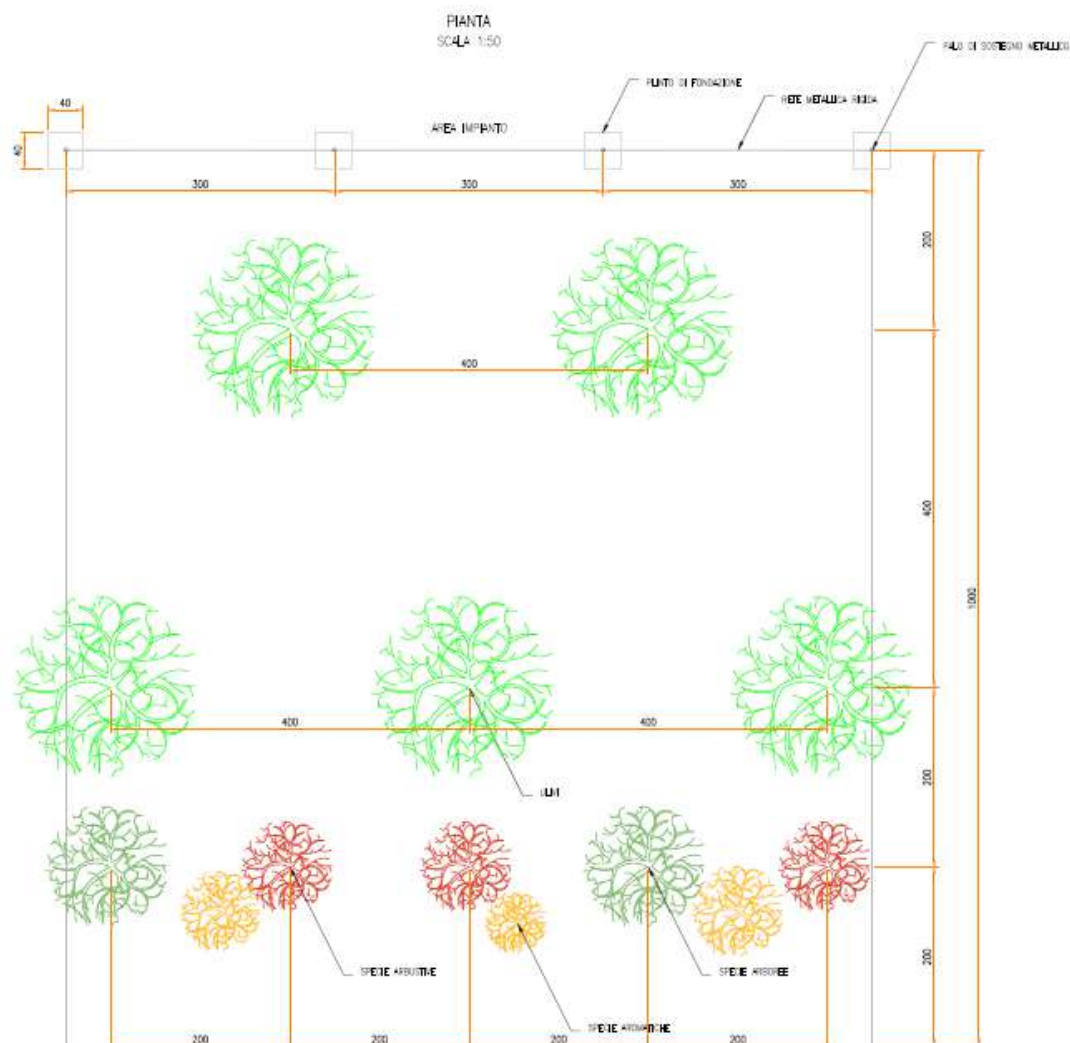 PIANTA
SCALA 1:50
PALO DI SOSTEGNO METALLICO
PLINTO DI FONDAZIONE
RETE METALLICA RIGIDA
40
AREA IMPIANTO
40
300
300
300
200
400
400
1000
400
400
200
ULIVI
200
SPECIE ARBUSTIVE
SPECIE ARBOREE
SPECIE AROMATICHE
200
200
200
200